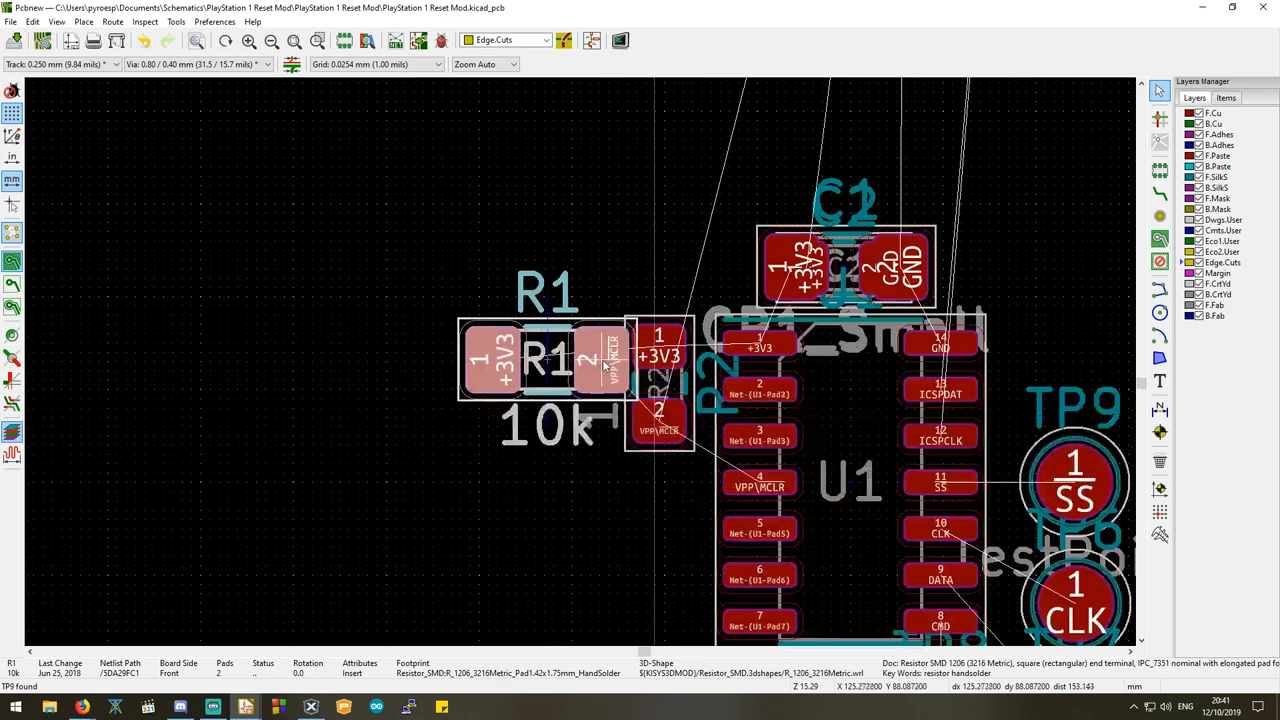 Pcbnew — C:\Users\pyroesp\Documents\Schematics\PlayStation 1 Reset Mod\PlayStation 1 Reset Mod\PlayStation 1 Reset Mod.kicad_pcb
File Edit View Place Route Inspect Tools Preferences Help
Edge.Cuts
Track: 0.250 mm (9.84 mils) * Via: 0.80 / 0.40 mm (31.5 / 15.7 mils) * Grid: 0.0254 mm (1.00 mils) Zoom Auto
Layers Manager
Layers Items
F.Cu
B.Cu
F.Adhes
B.Adhes
F.Paste
B.Paste
F.SilkS
B.SilkS
F.Mask
B.Mask
Dwgs.User
Cmts.User
Eco1.User
Eco2.User
Edge.Cuts
Margin
F.CrtYd
B.CrtYd
F.Fab
B.Fab
in
mm
C1
1 +3V3
2 GND
R1
1 +3V3
R1
2 VPP\MCLR
10k
1
+3V3
R2
R2
2
VPP\MCLR
1
+3V3
2
Net-(U1-Pad2)
3
Net-(U1-Pad3)
4
VPP\MCLR
5
Net-(U1-Pad5)
6
Net-(U1-Pad6)
7
Net-(U1-Pad7)
U1
14
GND
13
ICSPDAT
12
ICSPCLK
11
SS
10
CLK
9
DATA
8
CMD
TP9
1
SS
TP6
1
CLK
R1 Last Change Netlist Path Board Side Pads Status Rotation Attributes Footprint 3D-Shape Doc: Resistor SMD 1206 (3216 Metric), square (rectangular) end terminal, IPC_7351 nominal with elongated pad fo
10k Jun 25, 2018 /5DA29FC1 Front 2 .. 0.0 Insert Resistor_SMD:R_1206_3216Metric_Pad1.42x1.75mm_HandSolder ${KISYS3DMOD}/Resistor_SMD.3dshapes/R_1206_3216Metric.wrl Key Words: resistor handsolder
TP9 found Z 15.29 X 125.272800 Y 88.087200 dx 125.272800 dy 88.087200 dist 153.143 mm
ENG
20:41
12/10/2019